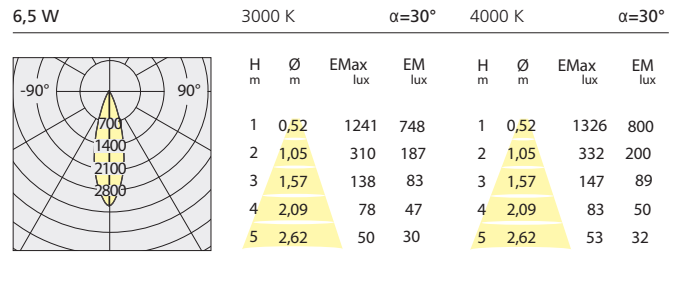 6,5 W 3000 K α=30° 4000 K α=30°
-90° 90°
700
1400
2100
2800
H Ø EMax EM H Ø EMax EM
m m lux lux m m lux lux
1 0,52 1241 748 1 0,52 1326 800
2 1,05 310 187 2 1,05 332 200
3 1,57 138 83 3 1,57 147 89
4 2,09 78 47 4 2,09 83 50
5 2,62 50 30 5 2,62 53 32